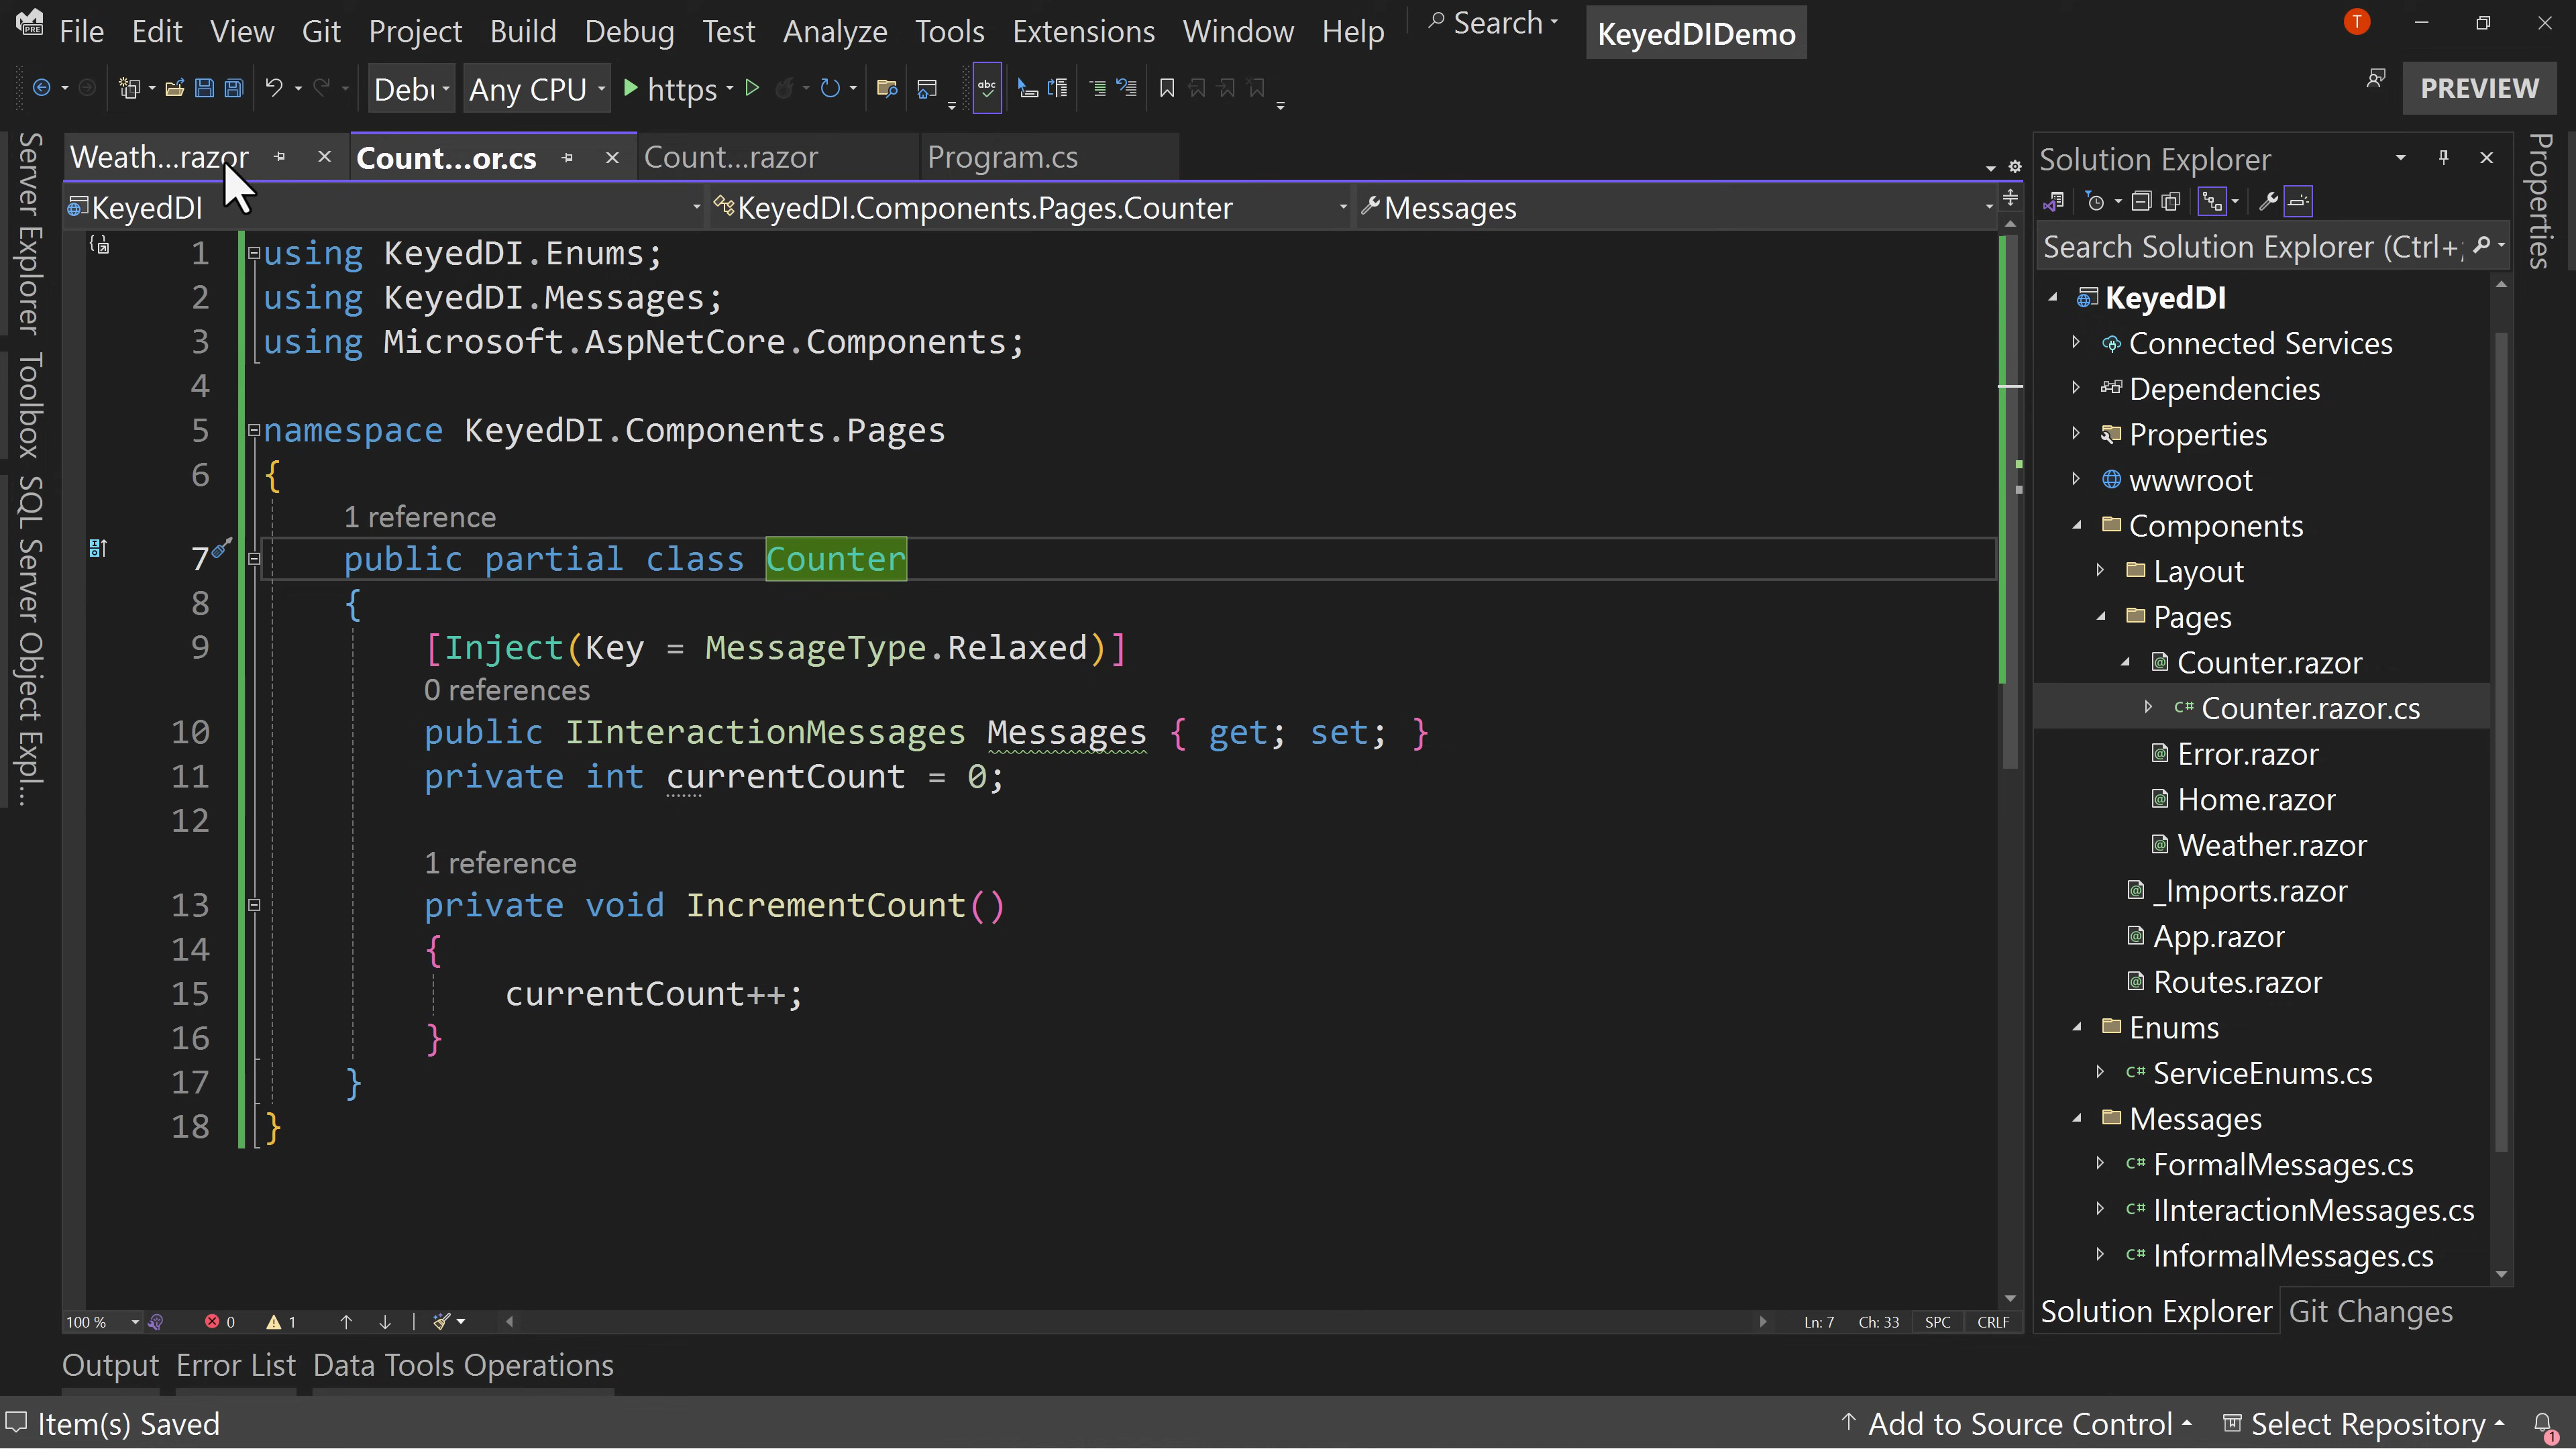 File Edit View Git Project Build Debug Test Analyze Tools Extensions Window Help Search KeyedDIDemo T
PRE
Any CPU https abc PREVIEW
Weath...razor Count...or.cs Count...razor Program.cs
KeyedDI KeyedDI.Components.Pages.Counter Messages
1 using KeyedDI.Enums;
2 using KeyedDI.Messages;
3 using Microsoft.AspNetCore.Components;
4
5 namespace KeyedDI.Components.Pages
6 {
1 reference
7 public partial class Counter
8 {
9 [Inject(Key = MessageType.Relaxed)]
0 references
10 public IInteractionMessages Messages { get; set; }
11 private int currentCount = 0;
12
1 reference
13 private void IncrementCount()
14 {
15 currentCount++;
16 }
17 }
18 }
100 % 0 1 Ln: 7 Ch: 33 SPC CRLF
Server Explorer
Toolbox
SQL Server Object Expl...
Solution Explorer
Search Solution Explorer (Ctrl+;
KeyedDI
Connected Services
Dependencies
Properties
wwwroot
Components
Layout
Pages
Counter.razor
C# Counter.razor.cs
Error.razor
Home.razor
Weather.razor
_Imports.razor
App.razor
Routes.razor
Enums
C# ServiceEnums.cs
Messages
C# FormalMessages.cs
C# IInteractionMessages.cs
C# InformalMessages.cs
Solution Explorer Git Changes
Properties
Output Error List Data Tools Operations
Item(s) Saved Add to Source Control Select Repository 1